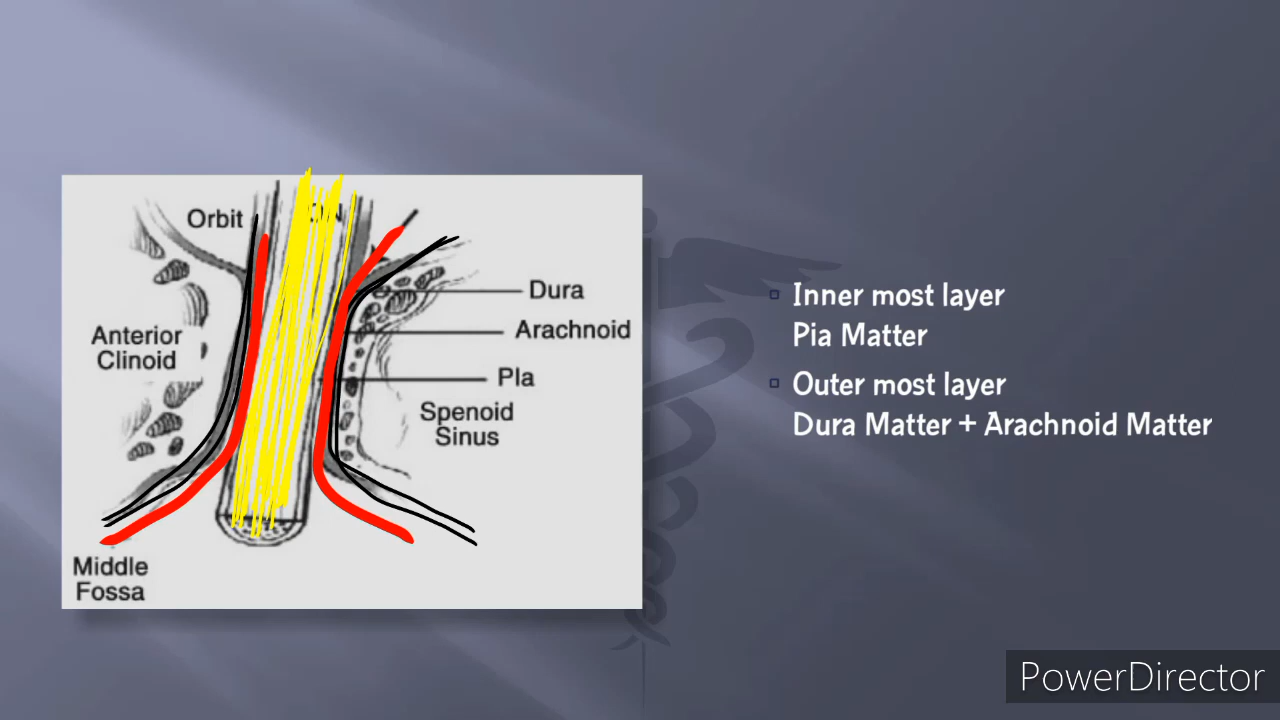 Orbit
Anterior
Clinoid
Dura
Arachnoid
Pla
Spenoid
Sinus
Middle
Fossa
Inner most layer
Pia Matter
Outer most layer
Dura Matter + Arachnoid Matter
PowerDirector